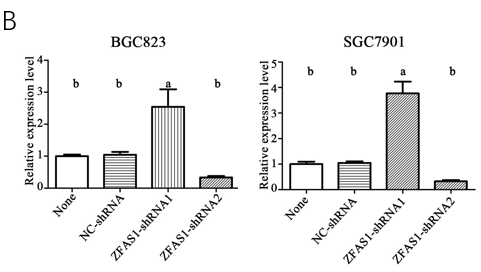 B
BGC823
SGC7901
Relative expression level
4
3
2
1
0
b
b
a
b
None
NC-shRNA
ZFAS1-shRNA1
ZFAS1-shRNA2
Relative expression level
5
4
3
2
1
0
b
b
a
b
None
NC-shRNA
ZFAS1-shRNA1
ZFAS1-shRNA2